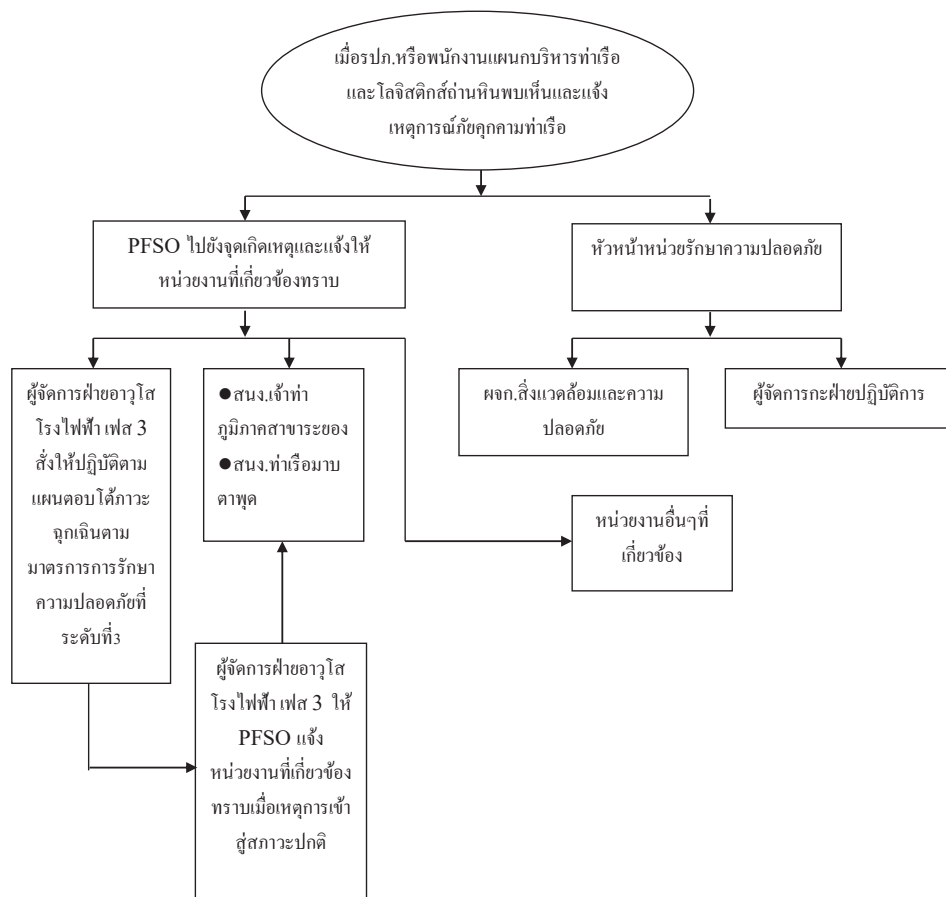 เมื่อรปภ.หรือพนักงานแผนกบริหารท่าเรือ
และโลจิสติกส์ถ่านหินพบเห็นและแจ้ง
เหตุการณ์ภัยคุกคามท่าเรือ
PFSO ไปยังจุดเกิดเหตุและแจ้งให้
หน่วยงานที่เกี่ยวข้องทราบ
หัวหน้าหน่วยรักษาความปลอดภัย
ผู้จัดการฝ่ายอาวุโส
โรงไฟฟ้า เฟส 3
สั่งให้ปฏิบัติตาม
แผนตอบโต้ภาวะ
ฉุกเฉินตาม
มาตรการการรักษา
ความปลอดภัยที่
ระดับที่3
●สนง.เจ้าท่า
ภูมิภาคสาขาระยอง
●สนง.ท่าเรือมาบ
ตาพุด
ผจก.สิ่งแวดล้อมและความ
ปลอดภัย
ผู้จัดการกะฝ่ายปฏิบัติการ
หน่วยงานอื่นๆที่
เกี่ยวข้อง
ผู้จัดการฝ่ายอาวุโส
โรงไฟฟ้า เฟส 3 ให้
PFSO แจ้ง
หน่วยงานที่เกี่ยวข้อง
ทราบเมื่อเหตุการเข้า
สู่สภาวะปกติ